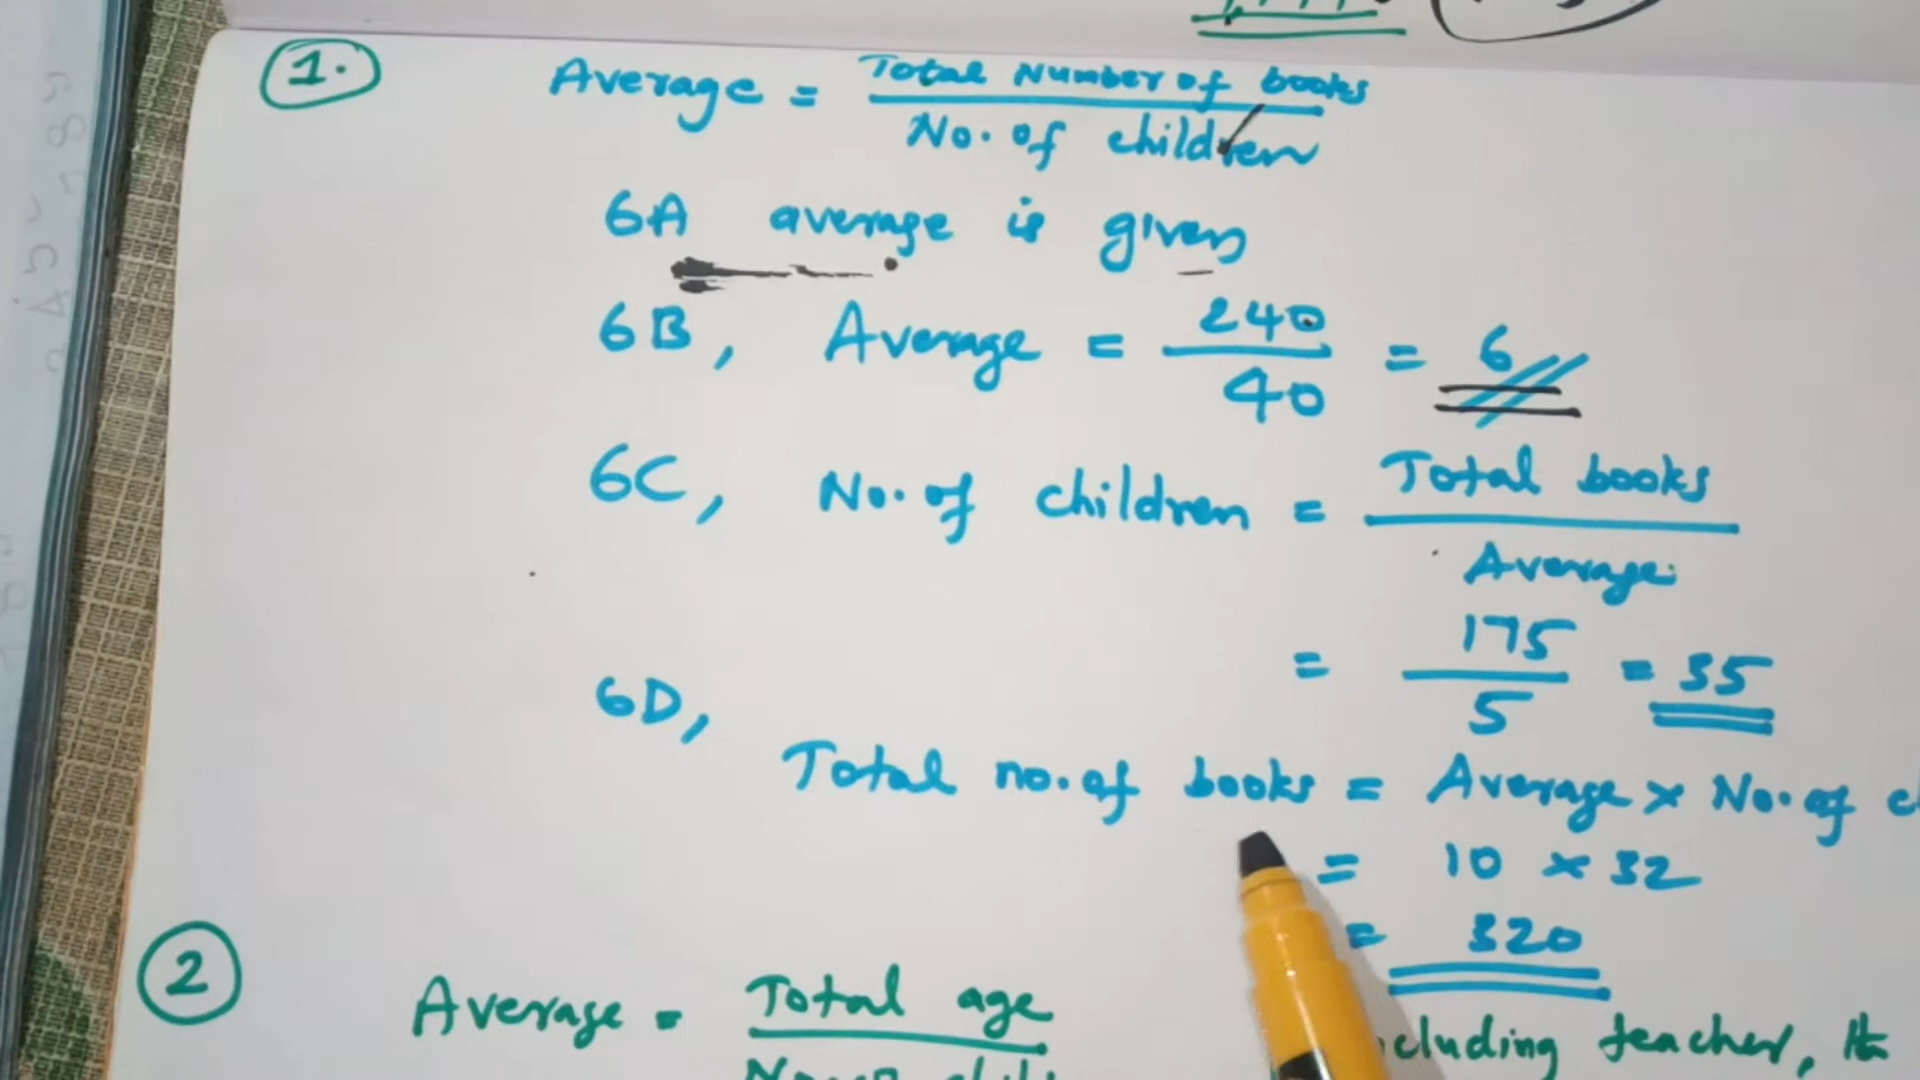 1.
Average = Total Number of books
No. of children
6A average is given
6B, Average = 240 = 6
40
6C, No. of children = Total books
Average
= 175 = 35
5
6D,
Total no. of books = Average × No. of
= 10 × 32
= 320
2
Average = Total age
teacher,